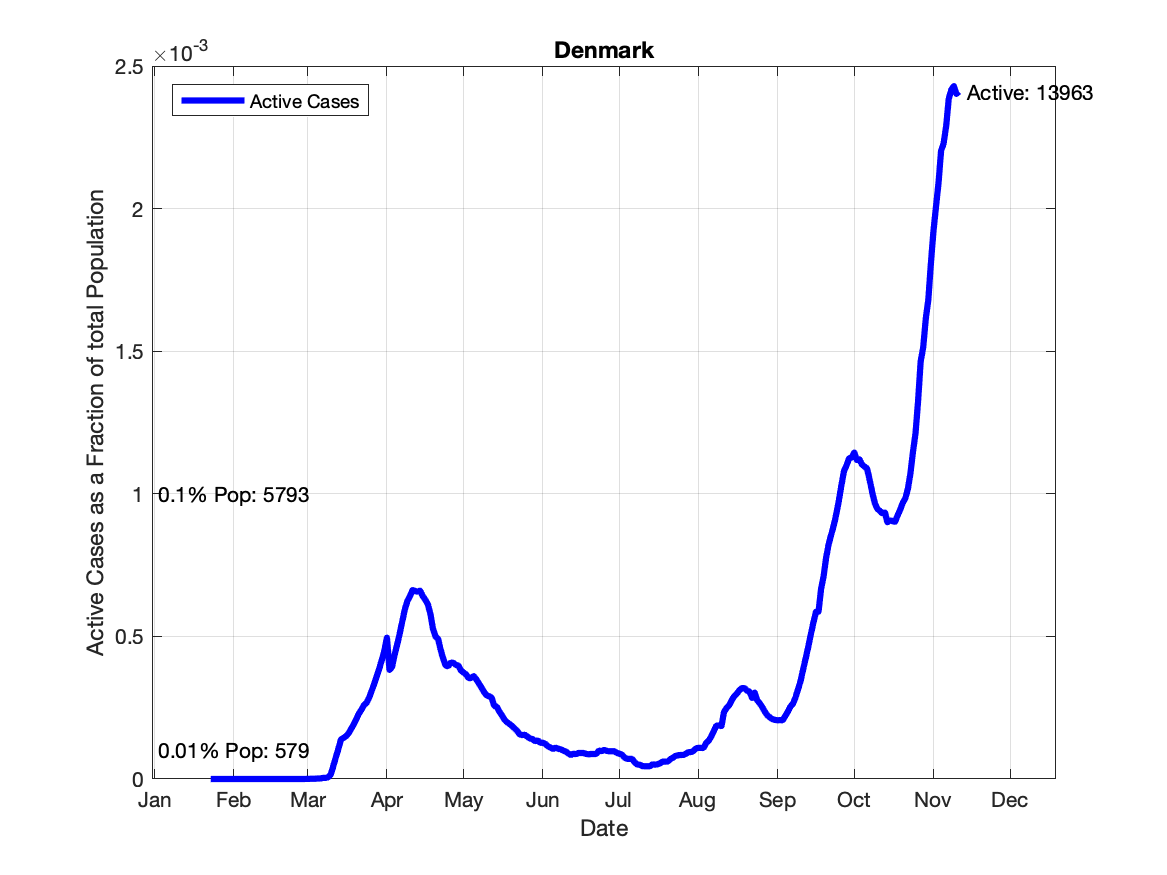 Denmark
×10-3
2.5
2
1.5
1
0.5
0
Active Cases as a Fraction of total Population
Active Cases
Active: 13963
0.1% Pop: 5793
0.01% Pop: 579
Jan Feb Mar Apr May Jun Jul Aug Sep Oct Nov Dec
Date